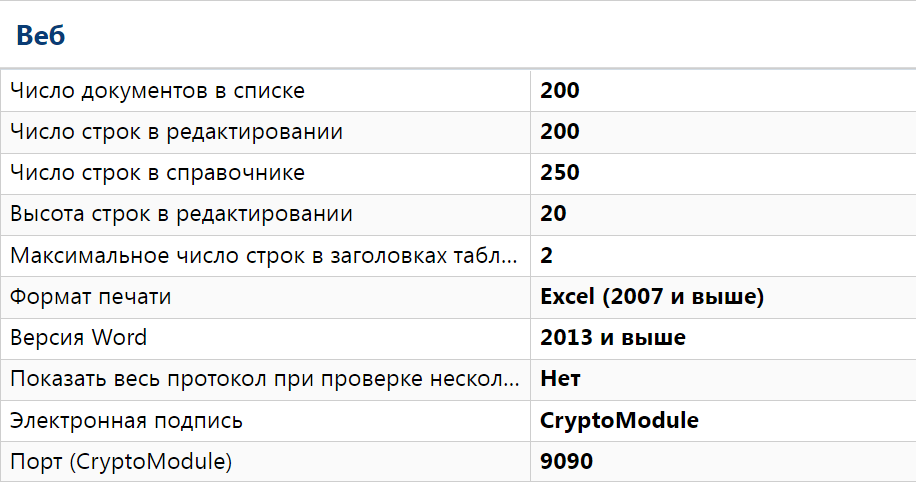 Веб
Число документов в списке 200
Число строк в редактировании 200
Число строк в справочнике 250
Высота строк в редактировании 20
Максимальное число строк в заголовках табл... 2
Формат печати Excel (2007 и выше)
Версия Word 2013 и выше
Показать весь протокол при проверке нескол... Нет
Электронная подпись CryptoModule
Порт (CryptoModule) 9090